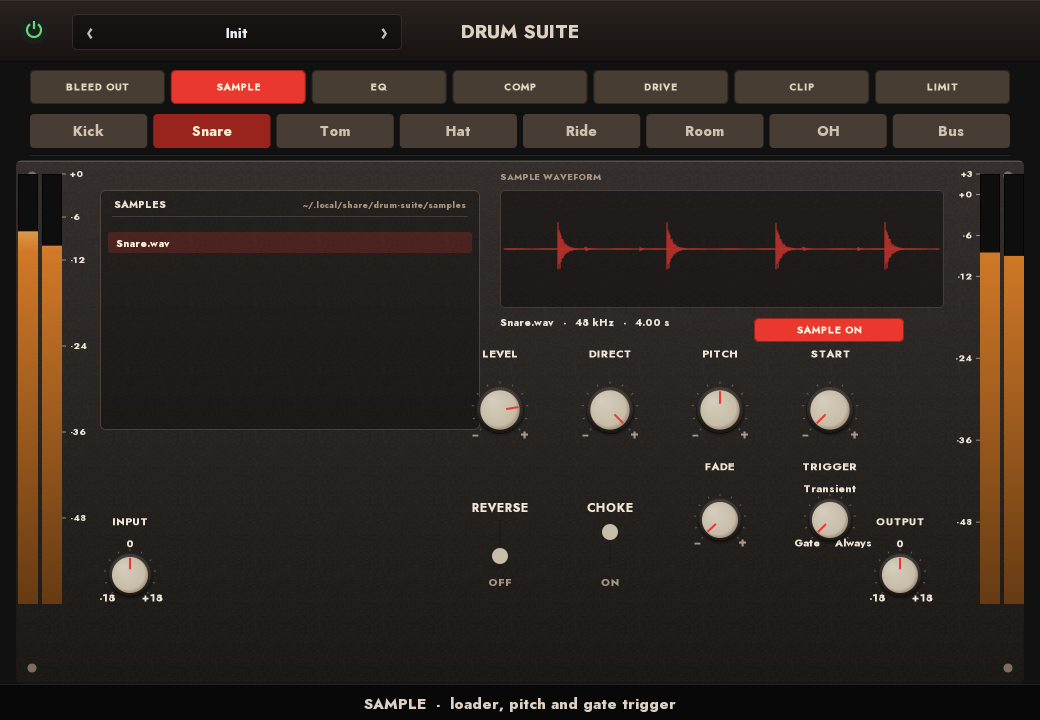 ‹ Init ›
DRUM SUITE
BLEED OUT SAMPLE EQ COMP DRIVE CLIP LIMIT
Kick Snare Tom Hat Ride Room OH Bus
+0
-6
-12
-24
-36
-48
SAMPLES ~/.local/share/drum-suite/samples
Snare.wav
SAMPLE WAVEFORM
Snare.wav · 48 kHz · 4.00 s
SAMPLE ON
LEVEL DIRECT PITCH START
- + - + - + - +
FADE TRIGGER
Transient
- + Gate Always
REVERSE CHOKE
OFF ON
INPUT
0
-18 +18
OUTPUT
0
-18 +18
+3
+0
-6
-12
-24
-36
-48
SAMPLE - loader, pitch and gate trigger